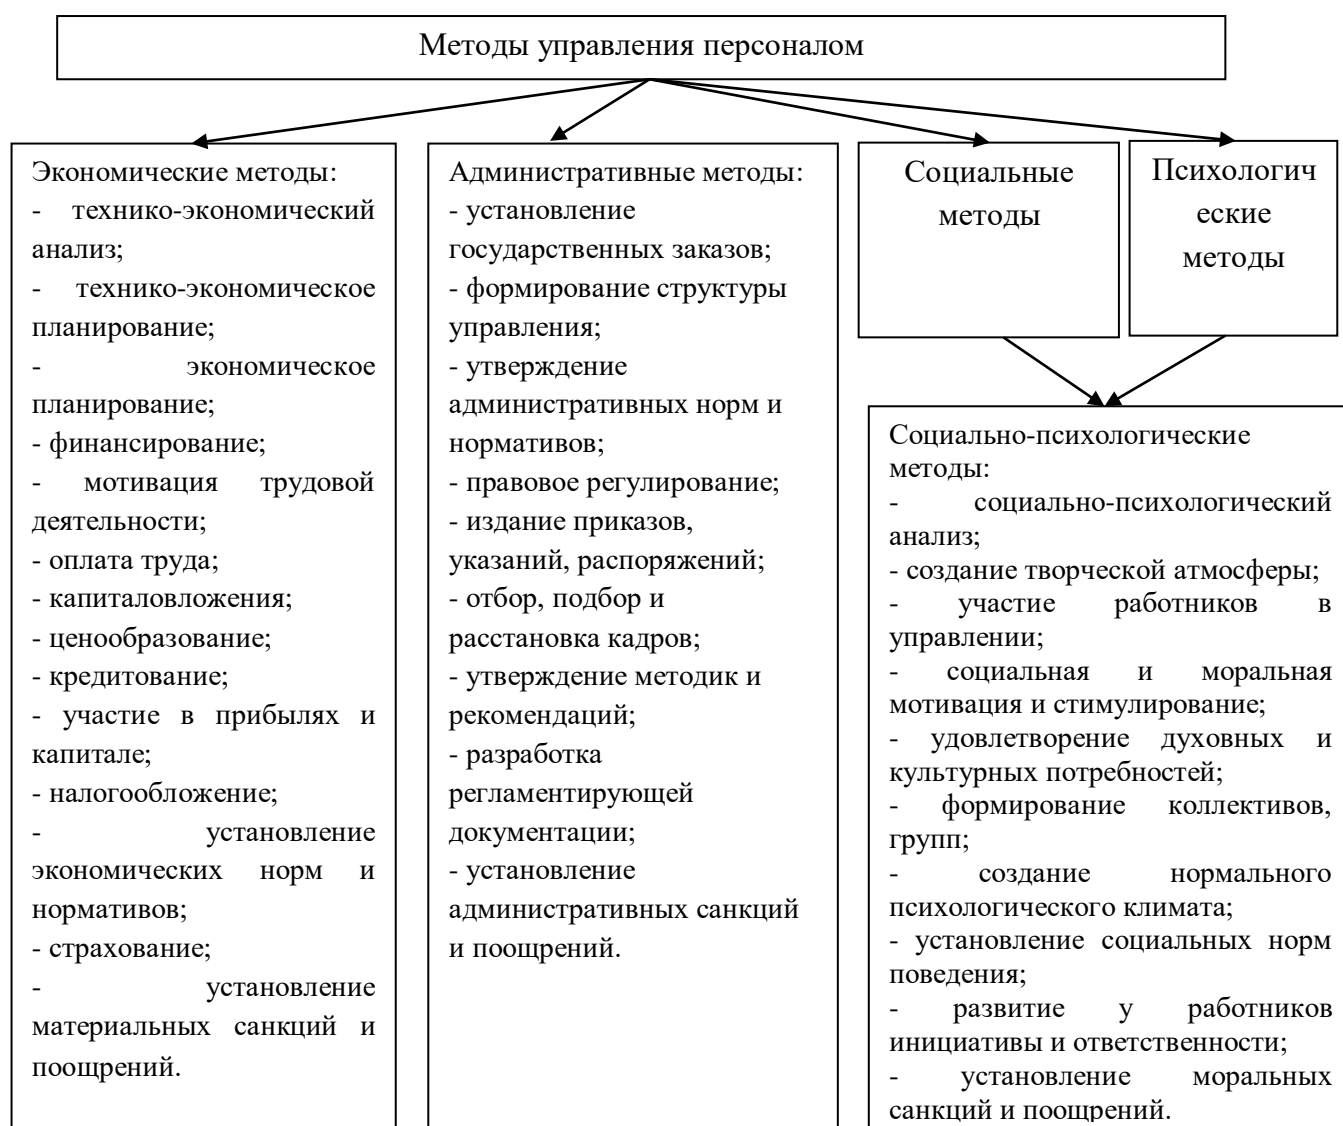 Методы управления персоналом
Экономические методы:
- технико-экономический
анализ;
- технико-экономическое
планирование;
- экономическое
планирование;
- финансирование;
- мотивация трудовой
деятельности;
- оплата труда;
- капиталовложения;
- ценообразование;
- кредитование;
- участие в прибылях и
капитале;
- налогообложение;
- установление
экономических норм и
нормативов;
- страхование;
- установление
материальных санкций и
поощрений.
Административные методы:
- установление
государственных заказов;
- формирование структуры
управления;
- утверждение
административных норм и
нормативов;
- правовое регулирование;
- издание приказов,
указаний, распоряжений;
- отбор, подбор и
расстановка кадров;
- утверждение методик и
рекомендаций;
- разработка
регламентирующей
документации;
- установление
административных санкций
и поощрений.
Социальные
методы
Психологич
еские
методы
Социально-психологические
методы:
- социально-психологический
анализ;
- создание творческой атмосферы;
- участие работников в
управлении;
- социальная и моральная
мотивация и стимулирование;
- удовлетворение духовных и
культурных потребностей;
- формирование коллективов,
групп;
- создание нормального
психологического климата;
- установление социальных норм
поведения;
- развитие у работников
инициативы и ответственности;
- установление моральных
санкций и поощрений.